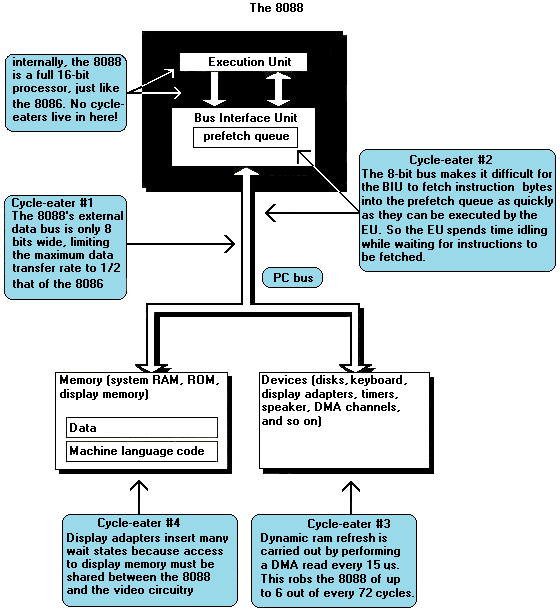 The 8088
internally, the 8088
is a full 16-bit
processor, just like
the 8086. No cycle-
eaters live in here!
Execution Unit
Bus Interface Unit
prefetch queue
Cycle-eater #2
The 8-bit bus makes it difficult for
the BIU to fetch instruction bytes
into the prefetch queue as quickly
as they can be executed by the
EU. So the EU spends time idling
while waiting for instructions to
be fetched.
Cycle-eater #1
The 8088's external
data bus is only 8
bits wide, limiting
the maximum data
transfer rate to 1/2
that of the 8086
PC bus
Memory (system RAM, ROM,
display memory)
Data
Machine language code
Devices (disks, keyboard,
display adapters, timers,
speaker, DMA channels,
and so on)
Cycle-eater #4
Display adapters insert many
wait states because access
to display memory must be
shared between the 8088
and the video circuitry
Cycle-eater #3
Dynamic ram refresh is
carried out by performing
a DMA read every 15 us.
This robs the 8088 of up
to 6 out of every 72 cycles.